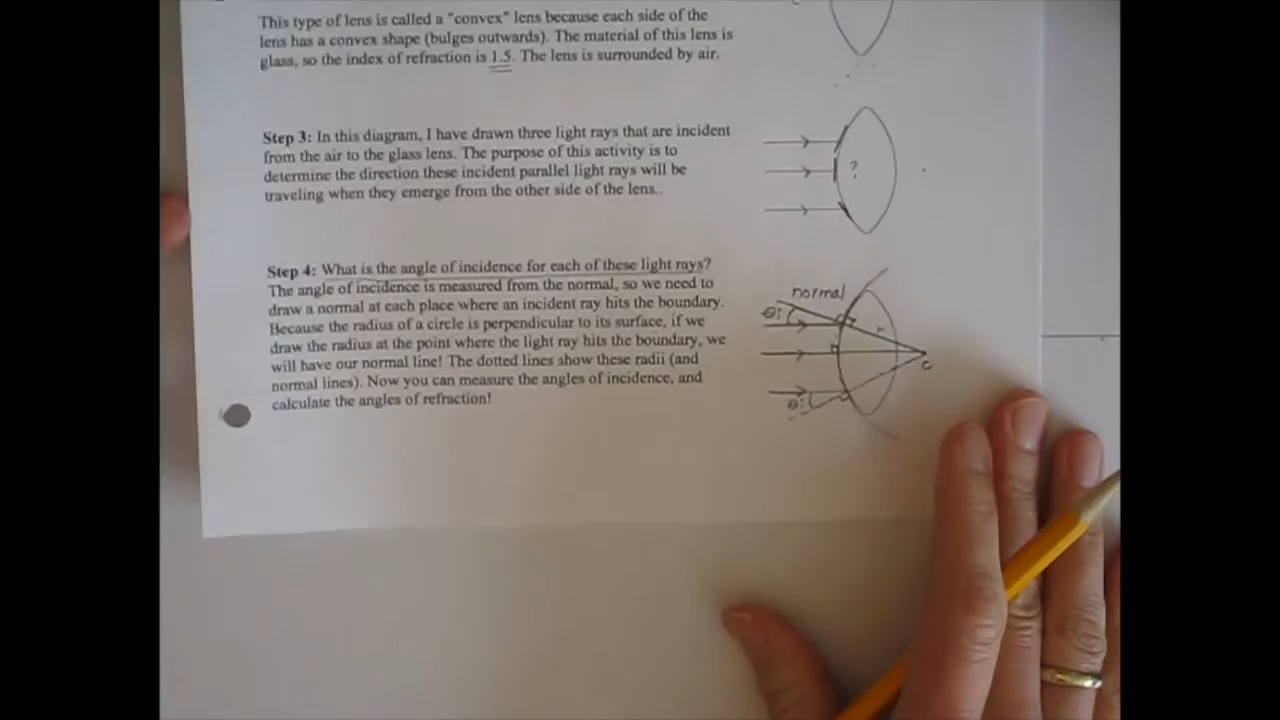 This type of lens is called a "convex" lens because each side of the
lens has a convex shape (bulges outwards). The material of this lens is
glass, so the index of refraction is 1.5. The lens is surrounded by air.
Step 3: In this diagram, I have drawn three light rays that are incident
from the air to the glass lens. The purpose of this activity is to
determine the direction these incident parallel light rays will be
traveling when they emerge from the other side of the lens..
?
Step 4: What is the angle of incidence for each of these light rays?
The angle of incidence is measured from the normal, so we need to
draw a normal at each place where an incident ray hits the boundary.
Because the radius of a circle is perpendicular to its surface, if we
draw the radius at the point where the light ray hits the boundary, we
will have our normal line! The dotted lines show these radii (and
normal lines). Now you can measure the angles of incidence, and
calculate the angles of refraction!
normal
θi
r
C
θi